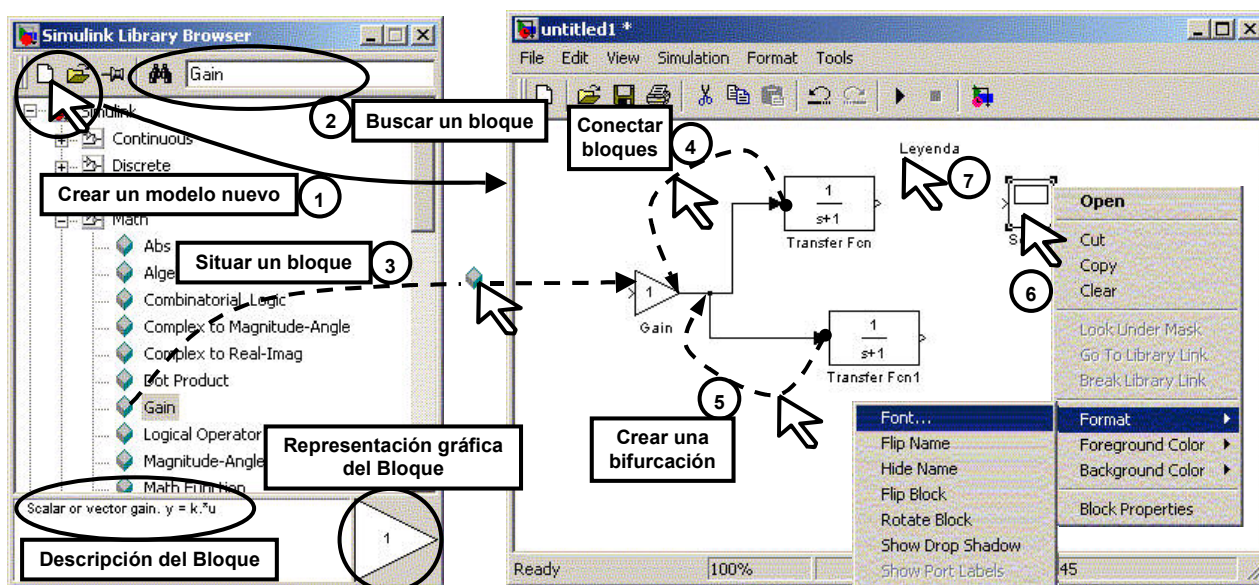 Simulink Library Browser
Gain
Simulink
2
Buscar un bloque
Continuous
Discrete
Crear un modelo nuevo
1
Math
Abs
Situar un bloque
3
Alge
Combinatorial Logic
Complex to Magnitude-Angle
Complex to Real-Imag
Dot Product
Gain
Logical Operator
Representación gráfica
del Bloque
Magnitude-Angle
Math Function
Scalar or vector gain. y = k.*u
Descripción del Bloque
1
untitled1 *
File Edit View Simulation Format Tools
Conectar
bloques
4
Leyenda
7
1
s+1
Transfer Fcn
1
Gain
1
s+1
Transfer Fcn1
5
Crear una
bifurcación
6
Open
Cut
Copy
Clear
Look Under Mask
Go To Library Link
Break Library Link
Format
Foreground Color
Background Color
Block Properties
Font...
Flip Name
Hide Name
Flip Block
Rotate Block
Show Drop Shadow
Show Port Labels
Ready
100%
45